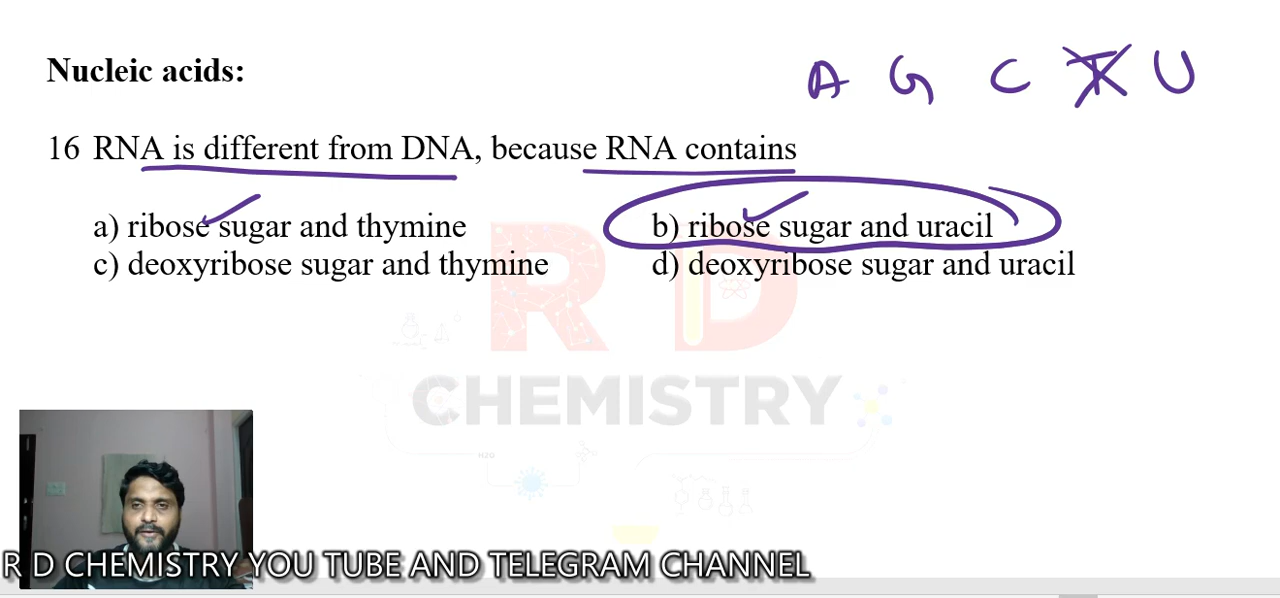 Nucleic acids:
A G C T U
16 RNA is different from DNA, because RNA contains
a) ribose sugar and thymine
b) ribose sugar and uracil
c) deoxyribose sugar and thymine
d) deoxyribose sugar and uracil
R D
CHEMISTRY
R D CHEMISTRY YOU TUBE AND TELEGRAM CHANNEL